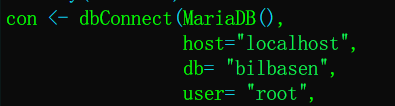 con <- dbConnect(MariaDB(),
host="localhost",
db= "bilbasen",
user= "root",